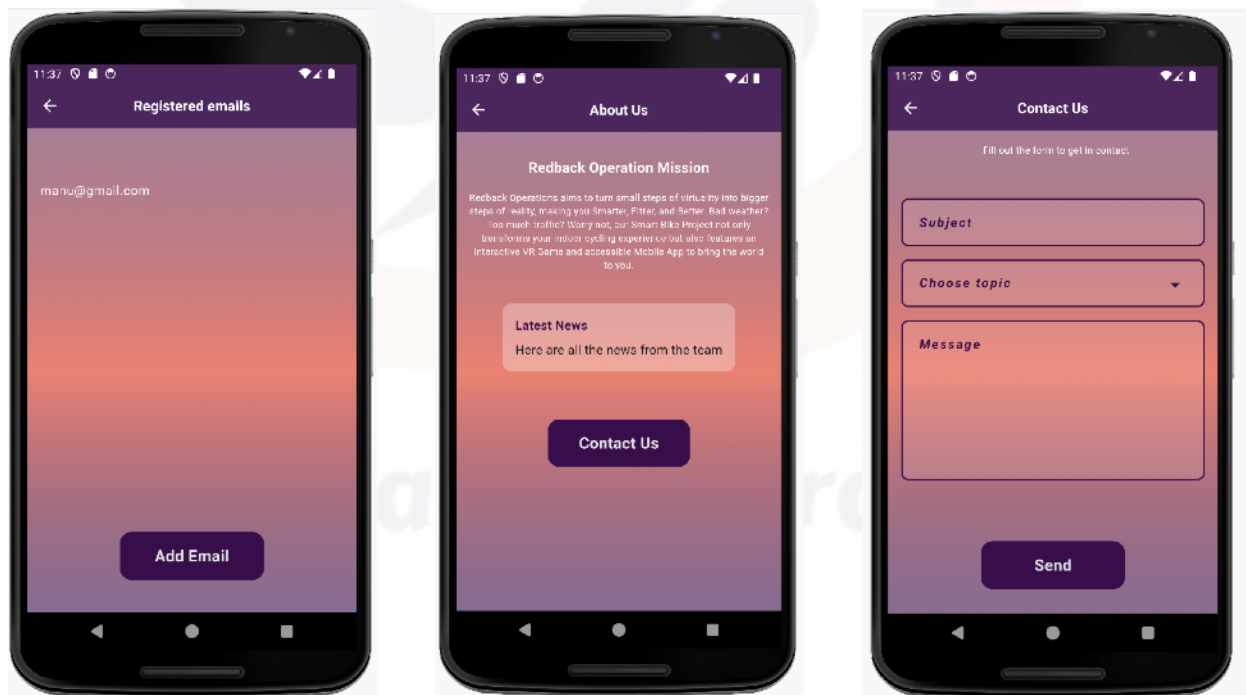 11:37
Registered emails
manu@gmail.com
Add Email
11:37
About Us
Redback Operation Mission
Redback Operations aims to turn small steps of virtuality into bigger
steps of reality, making you Smarter, Fitter, and Better. Bad weather?
Too much traffic? Worry not, our Smart Bike Project not only
transforms your indoor cycling experience but also features an
interactive VR Game and accessible Mobile App to bring the world
to you.
Latest News
Here are all the news from the team
Contact Us
11:37
Contact Us
Fill out the form to get in contact
Subject
Choose topic
Message
Send